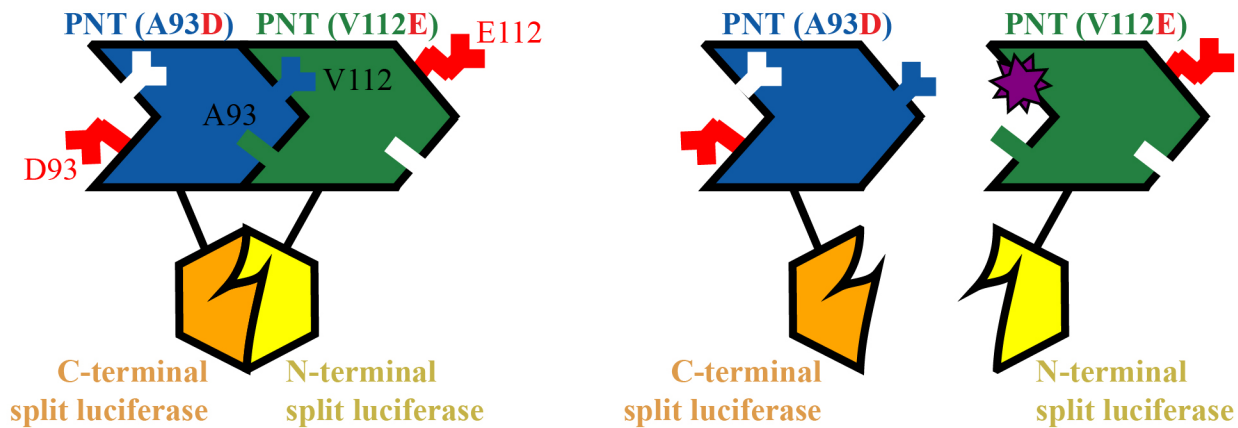 PNT (A93D) PNT (V112E)
E112
V112
A93
D93
C-terminal
split luciferase
N-terminal
split luciferase
PNT (A93D)
PNT (V112E)
C-terminal
split luciferase
N-terminal
split luciferase